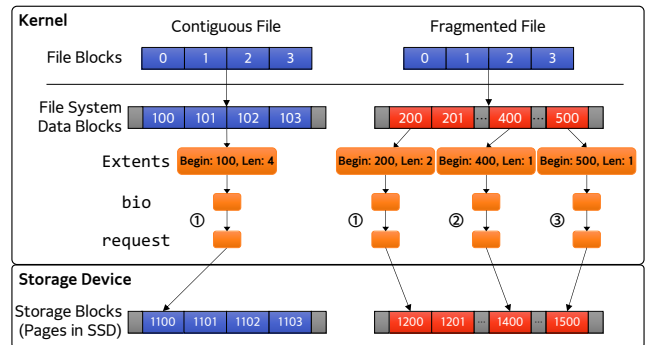 Kernel
Contiguous File Fragmented File
File Blocks 0 1 2 3 0 1 2 3
File System
Data Blocks 100 101 102 103 200 201 ... 400 ... 500
Extents Begin: 100, Len: 4 Begin: 200, Len: 2 Begin: 400, Len: 1 Begin: 500, Len: 1
bio
① ① ② ③
request
Storage Device
Storage Blocks
(Pages in SSD) 1100 1101 1102 1103 1200 1201 ... 1400 ... 1500